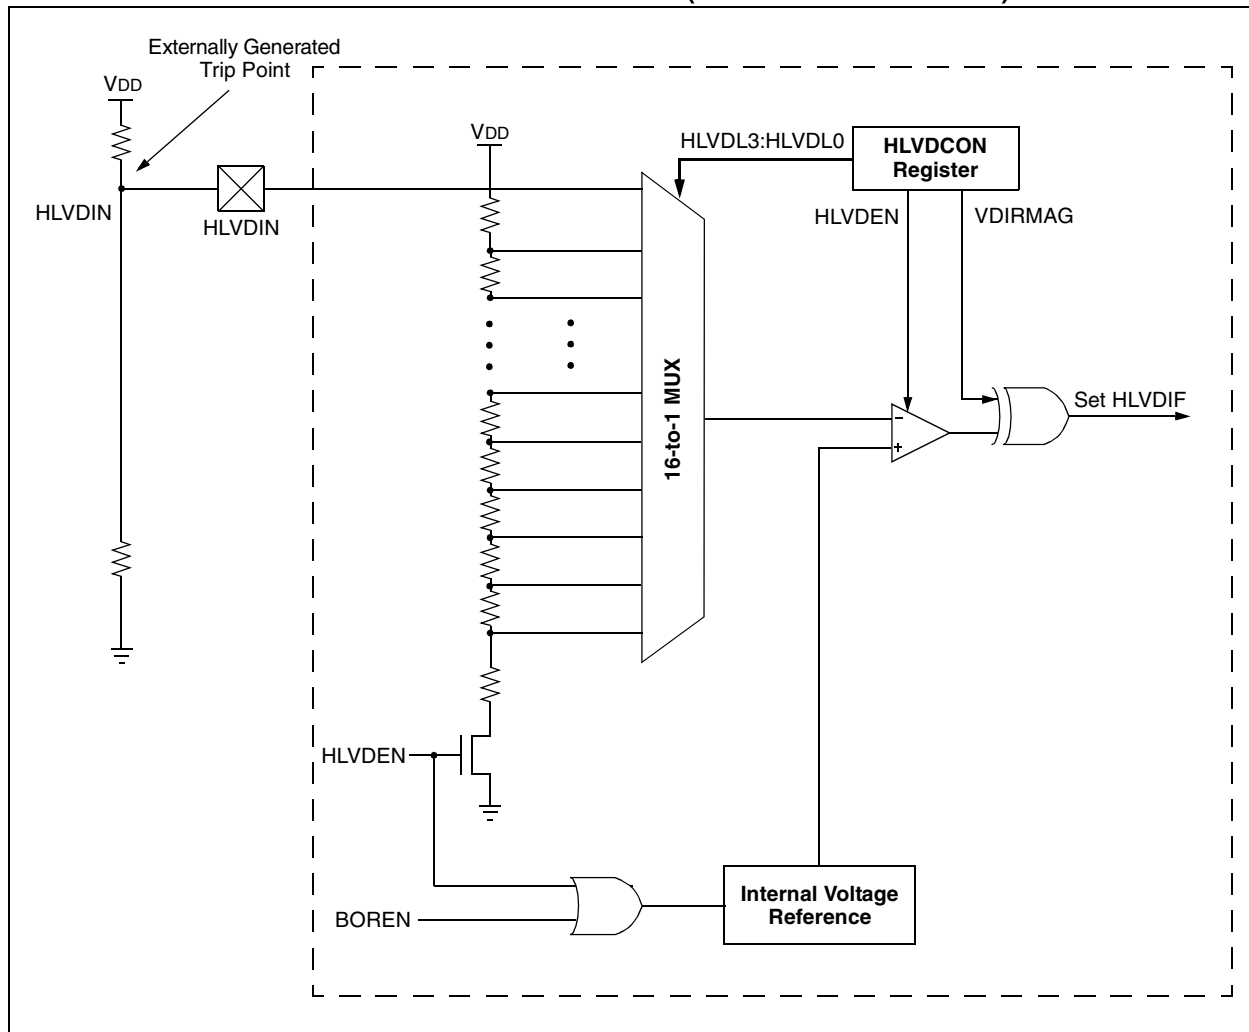 Externally Generated
Trip Point
VDD
VDD
HLVDL3:HLVDL0
HLVDCON
Register
HLVDIN
HLVDIN
HLVDEN
VDIRMAG
16-to-1 MUX
Set HLVDIF
-
+
HLVDEN
BOREN
Internal Voltage
Reference